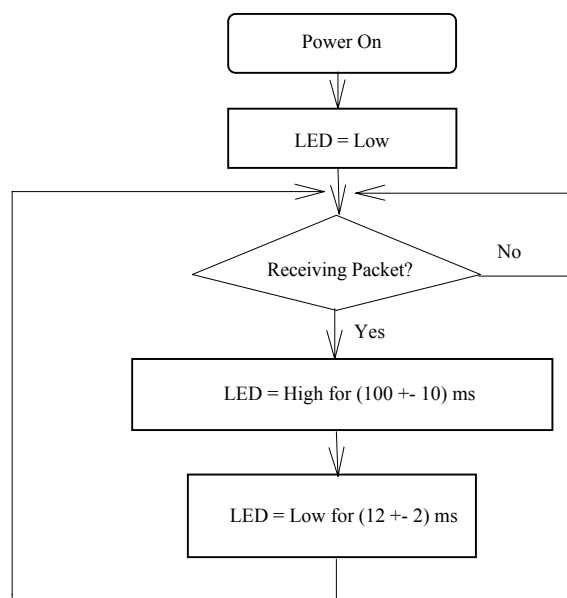 Power On
LED = Low
Receiving Packet?
No
Yes
LED = High for (100 +- 10) ms
LED = Low for (12 +- 2) ms